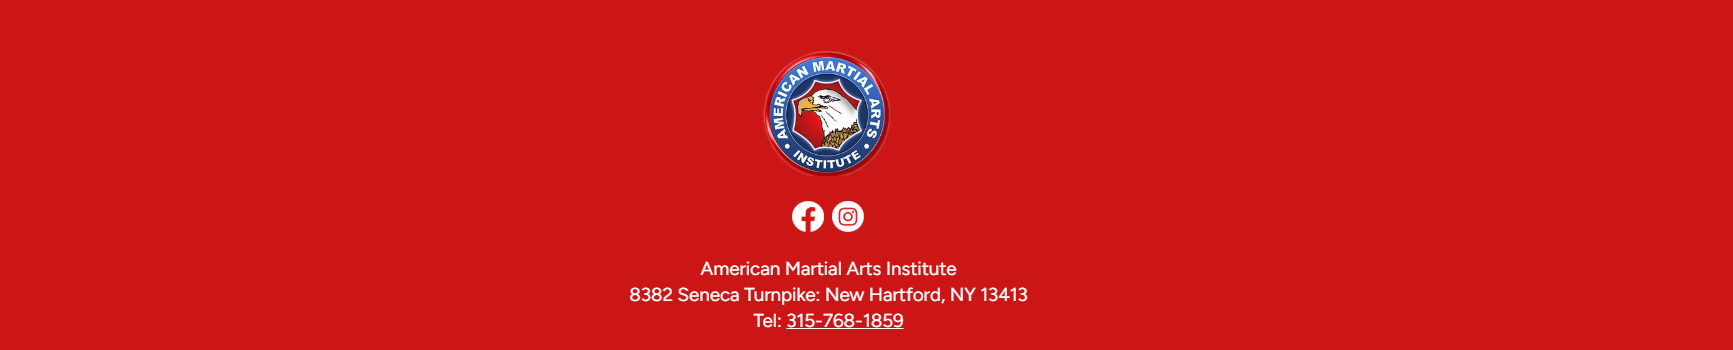 AMERICAN MARTIAL ARTS
• INSTITUTE •
American Martial Arts Institute
8382 Seneca Turnpike: New Hartford, NY 13413
Tel: 315-768-1859